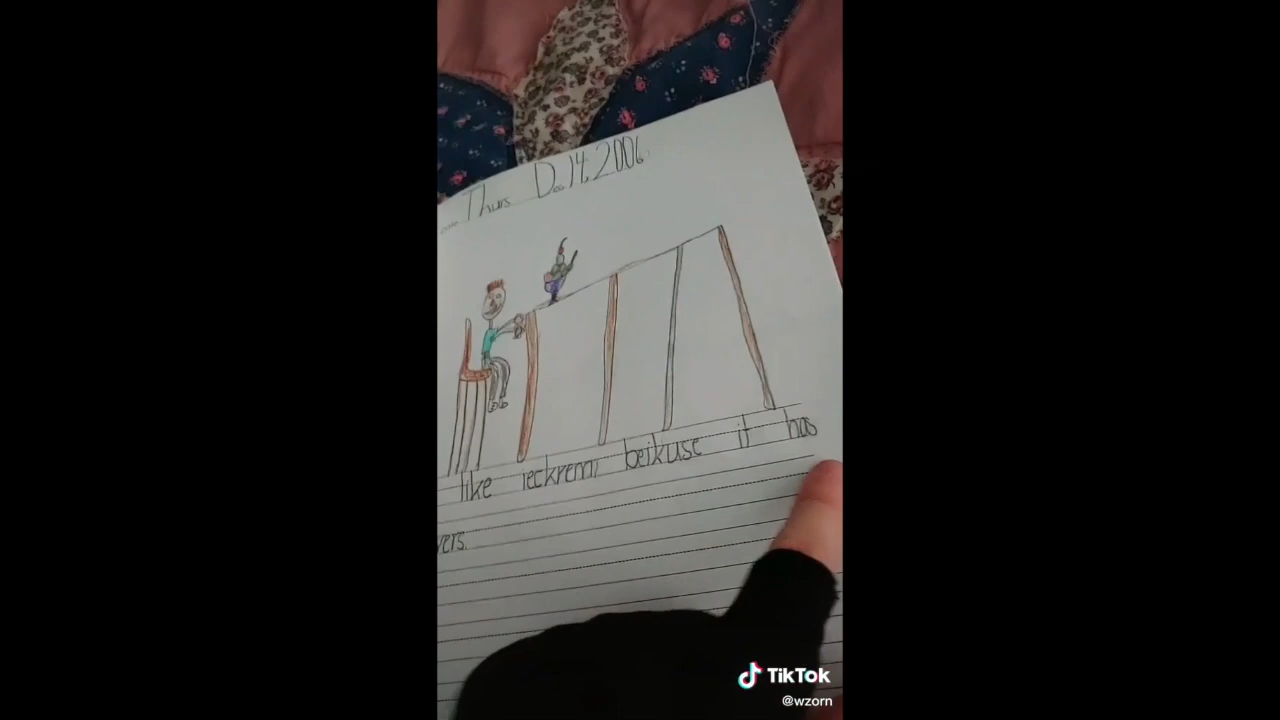 Thurs Dec. 14, 2006
like ieckrem beikuse it has
vers.
TikTok
@wzorn